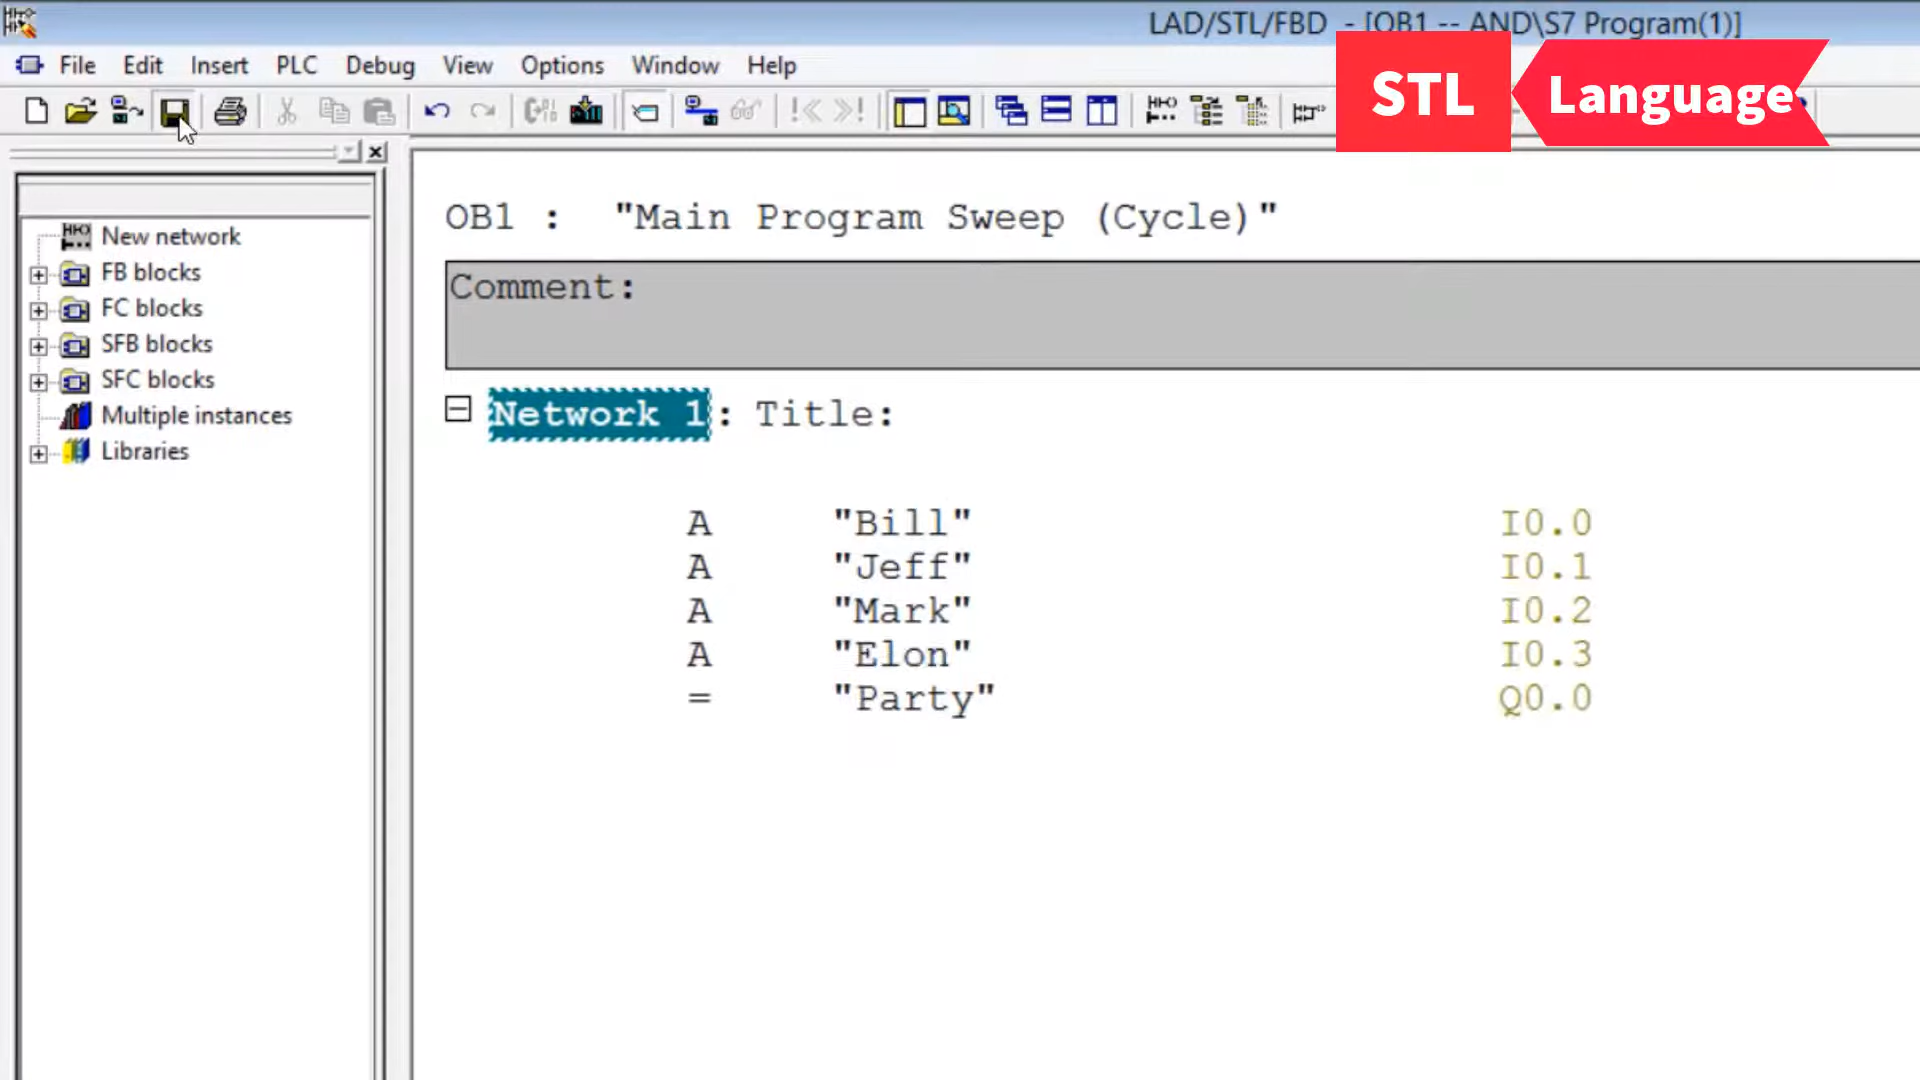 LAD/STL/FBD - [OB1 -- AND\S7 Program(1)]
File Edit Insert PLC Debug View Options Window Help
STL Language
New network
FB blocks
FC blocks
SFB blocks
SFC blocks
Multiple instances
Libraries
OB1 : "Main Program Sweep (Cycle)"
Comment:
Network 1: Title:
A "Bill" I0.0
A "Jeff" I0.1
A "Mark" I0.2
A "Elon" I0.3
= "Party" Q0.0